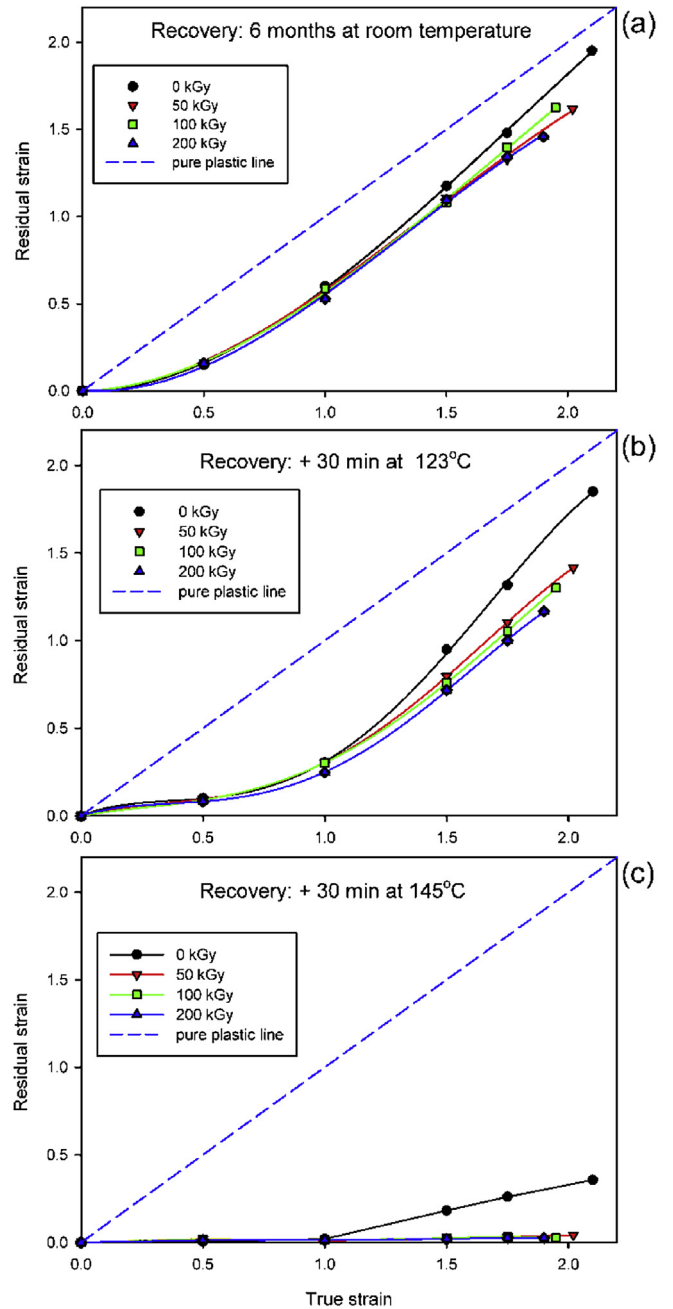 (a)
Recovery: 6 months at room temperature
0 kGy
50 kGy
100 kGy
200 kGy
pure plastic line
Residual strain
2.0
1.5
1.0
0.5
0.0
0.0 0.5 1.0 1.5 2.0
(b)
Recovery: + 30 min at 123°C
0 kGy
50 kGy
100 kGy
200 kGy
pure plastic line
Residual strain
2.0
1.5
1.0
0.5
0.0
0.0 0.5 1.0 1.5 2.0
(c)
Recovery: + 30 min at 145°C
0 kGy
50 kGy
100 kGy
200 kGy
pure plastic line
Residual strain
2.0
1.5
1.0
0.5
0.0
0.0 0.5 1.0 1.5 2.0
True strain